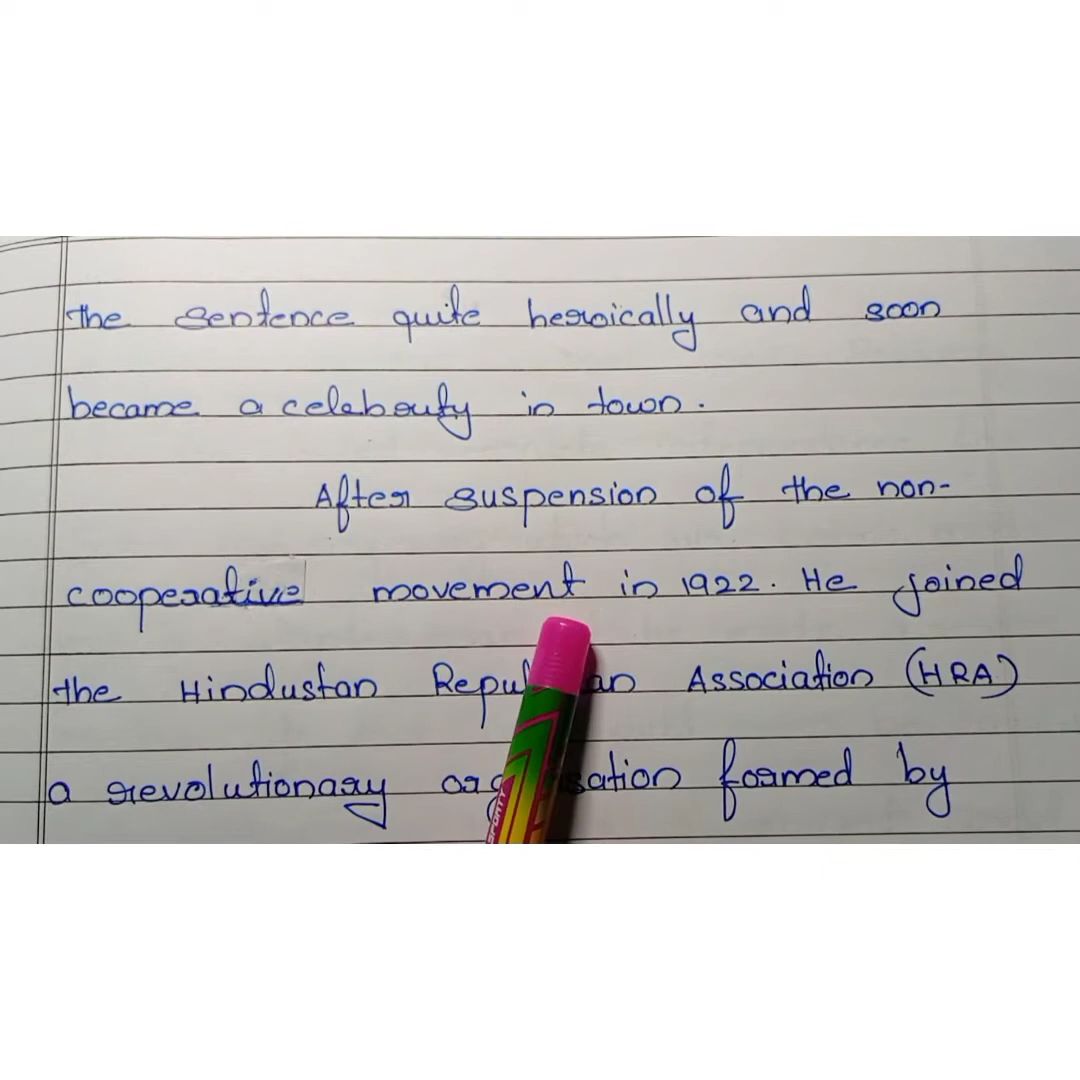 the sentence quite heroically and soon
became a celebrity in town.
After suspension of the non-
cooperative movement in 1922. He joined
the Hindustan Association (HRA)
a revolutionary formed by
SPORTY